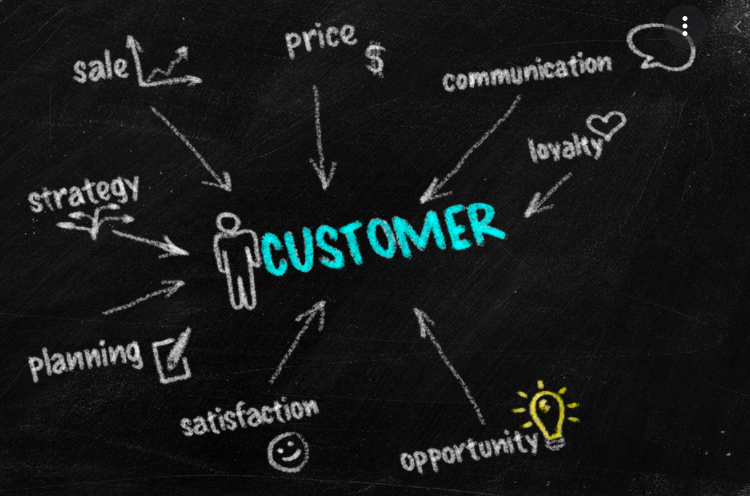 sale
price
$
communication
loyalty
strategy
CUSTOMER
planning
satisfaction
opportunity